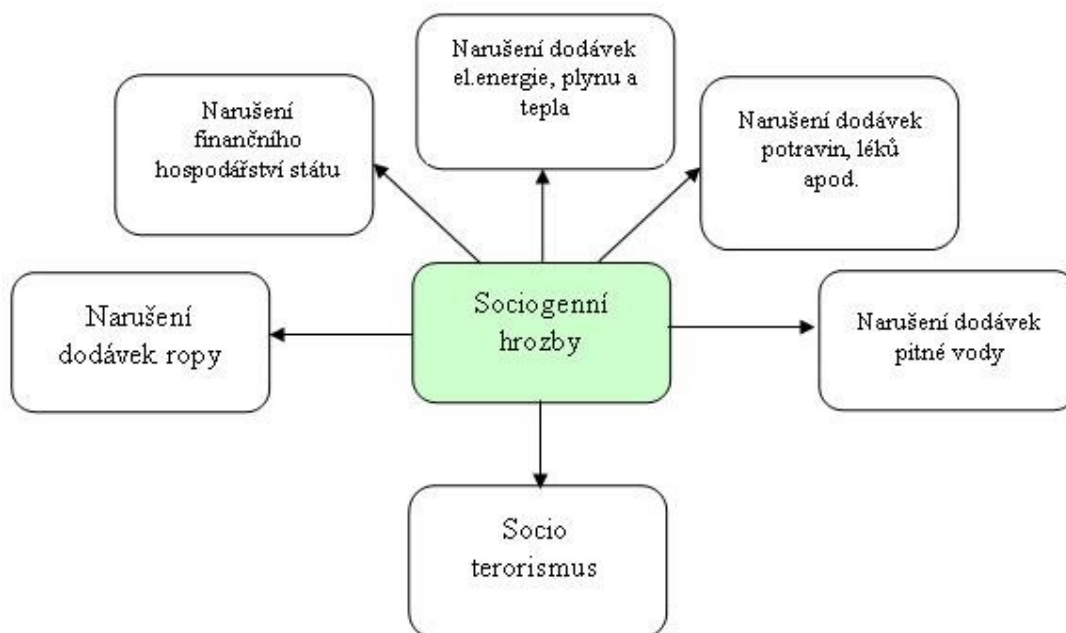 Narušení dodávek
el.energie, plynu a
tepla
Narušení
finančního
hospodářství státu
Narušení dodávek
potravin, léků
apod.
Narušení
dodávek ropy
Sociogenní
hrozby
Narušení dodávek
pitné vody
Socio
terorismus